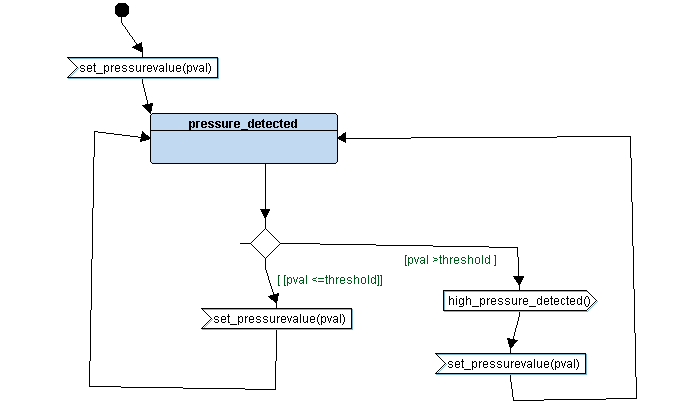 set_pressurevalue(pval)
pressure_detected
[pval >threshold ]
[ [pval <=threshold]]
high_pressure_detected()
set_pressurevalue(pval)
set_pressurevalue(pval)